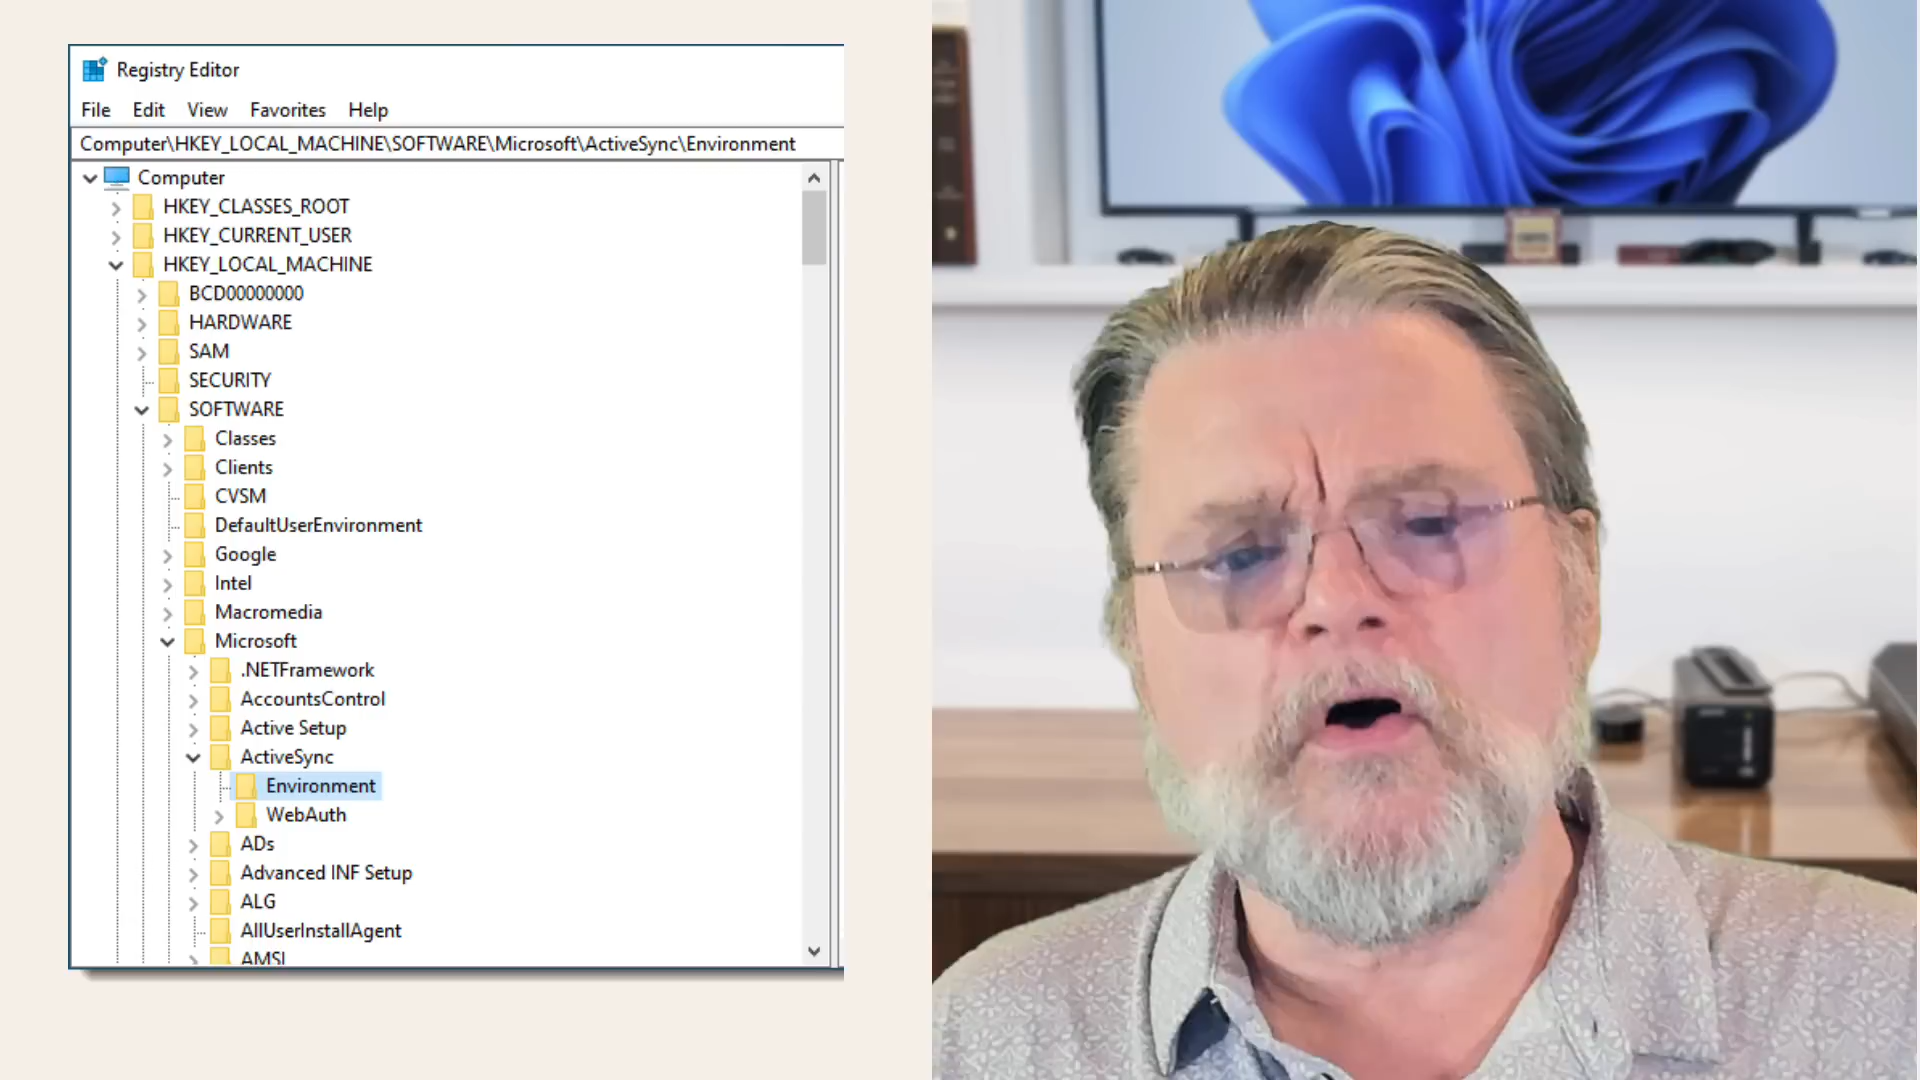 Registry Editor
File Edit View Favorites Help
Computer\HKEY_LOCAL_MACHINE\SOFTWARE\Microsoft\ActiveSync\Environment
Computer
HKEY_CLASSES_ROOT
HKEY_CURRENT_USER
HKEY_LOCAL_MACHINE
BCD00000000
HARDWARE
SAM
SECURITY
SOFTWARE
Classes
Clients
CVSM
DefaultUserEnvironment
Google
Intel
Macromedia
Microsoft
.NETFramework
AccountsControl
Active Setup
ActiveSync
Environment
WebAuth
ADs
Advanced INF Setup
ALG
AllUserInstallAgent
AMSI